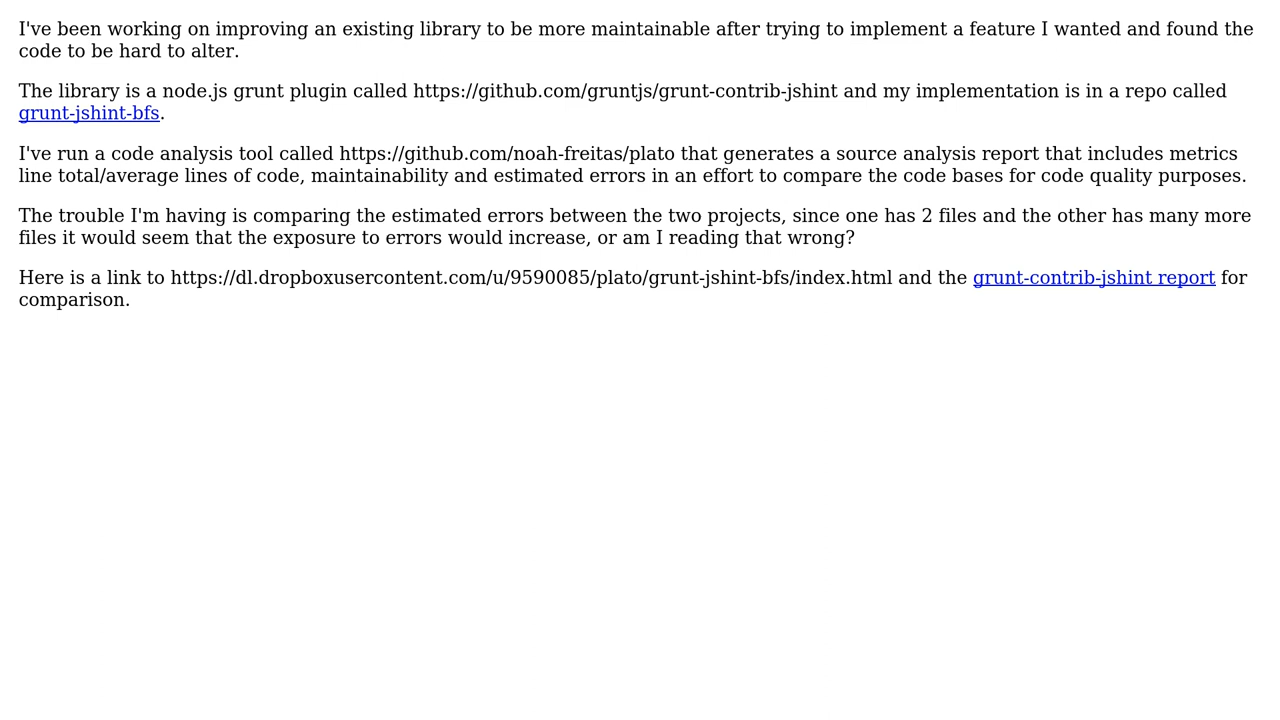 I've been working on improving an existing library to be more maintainable after trying to implement a feature I wanted and found the
code to be hard to alter.
The library is a node.js grunt plugin called https://github.com/gruntjs/grunt-contrib-jshint and my implementation is in a repo called
grunt-jshint-bfs.
I've run a code analysis tool called https://github.com/noah-freitas/plato that generates a source analysis report that includes metrics
line total/average lines of code, maintainability and estimated errors in an effort to compare the code bases for code quality purposes.
The trouble I'm having is comparing the estimated errors between the two projects, since one has 2 files and the other has many more
files it would seem that the exposure to errors would increase, or am I reading that wrong?
Here is a link to https://dl.dropboxusercontent.com/u/9590085/plato/grunt-jshint-bfs/index.html and the grunt-contrib-jshint report for
comparison.